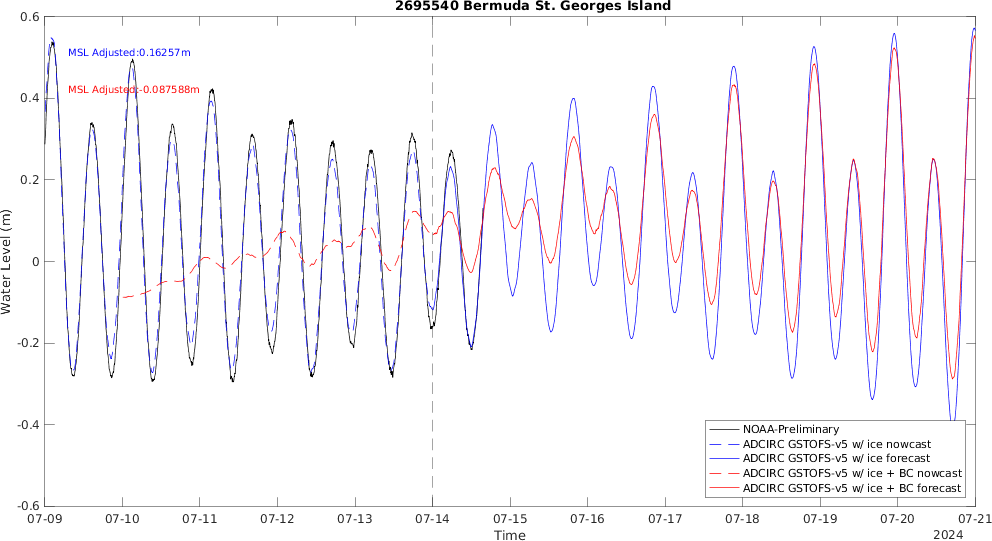 2695540 Bermuda St. Georges Island
0.6
0.4
0.2
0
-0.2
-0.4
-0.6
Water Level (m)
MSL Adjusted:0.16257m
MSL Adjusted:-0.087588m
NOAA-Preliminary
ADCIRC GSTOFS-v5 w/ ice nowcast
ADCIRC GSTOFS-v5 w/ ice forecast
ADCIRC GSTOFS-v5 w/ ice + BC nowcast
ADCIRC GSTOFS-v5 w/ ice + BC forecast
07-09 07-10 07-11 07-12 07-13 07-14 07-15 07-16 07-17 07-18 07-19 07-20 07-21
Time
2024